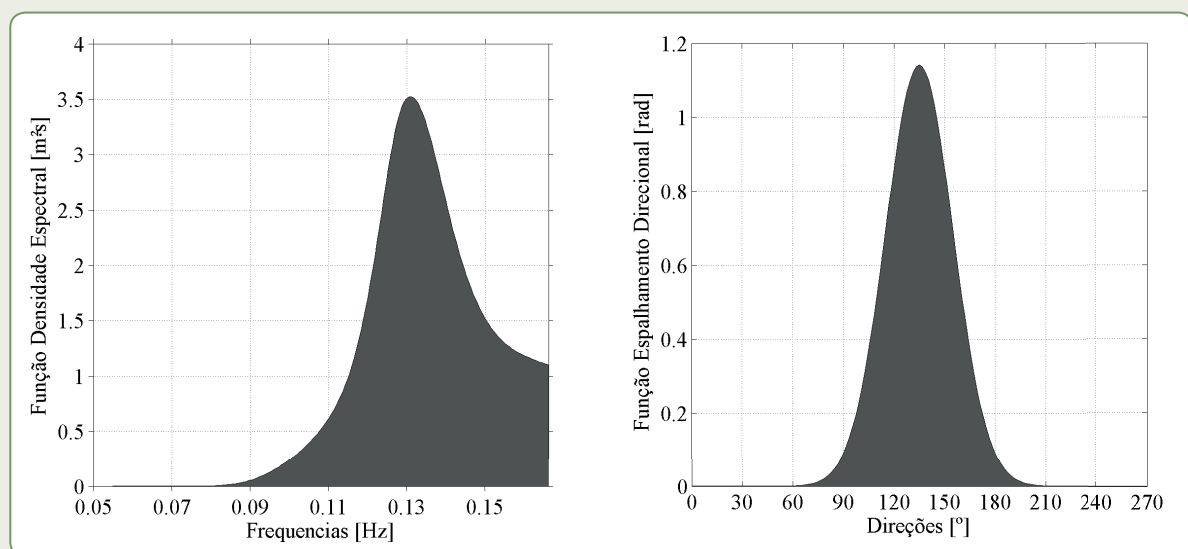 Função Densidade Espectral [m²s]
4
3.5
3
2.5
2
1.5
1
0.5
0
0.05 0.07 0.09 0.11 0.13 0.15
Frequencias [Hz]
Função Espalhamento Direcional [rad]
1.2
1
0.8
0.6
0.4
0.2
0
0 30 60 90 120 150 180 210 240 270
Direções [º]